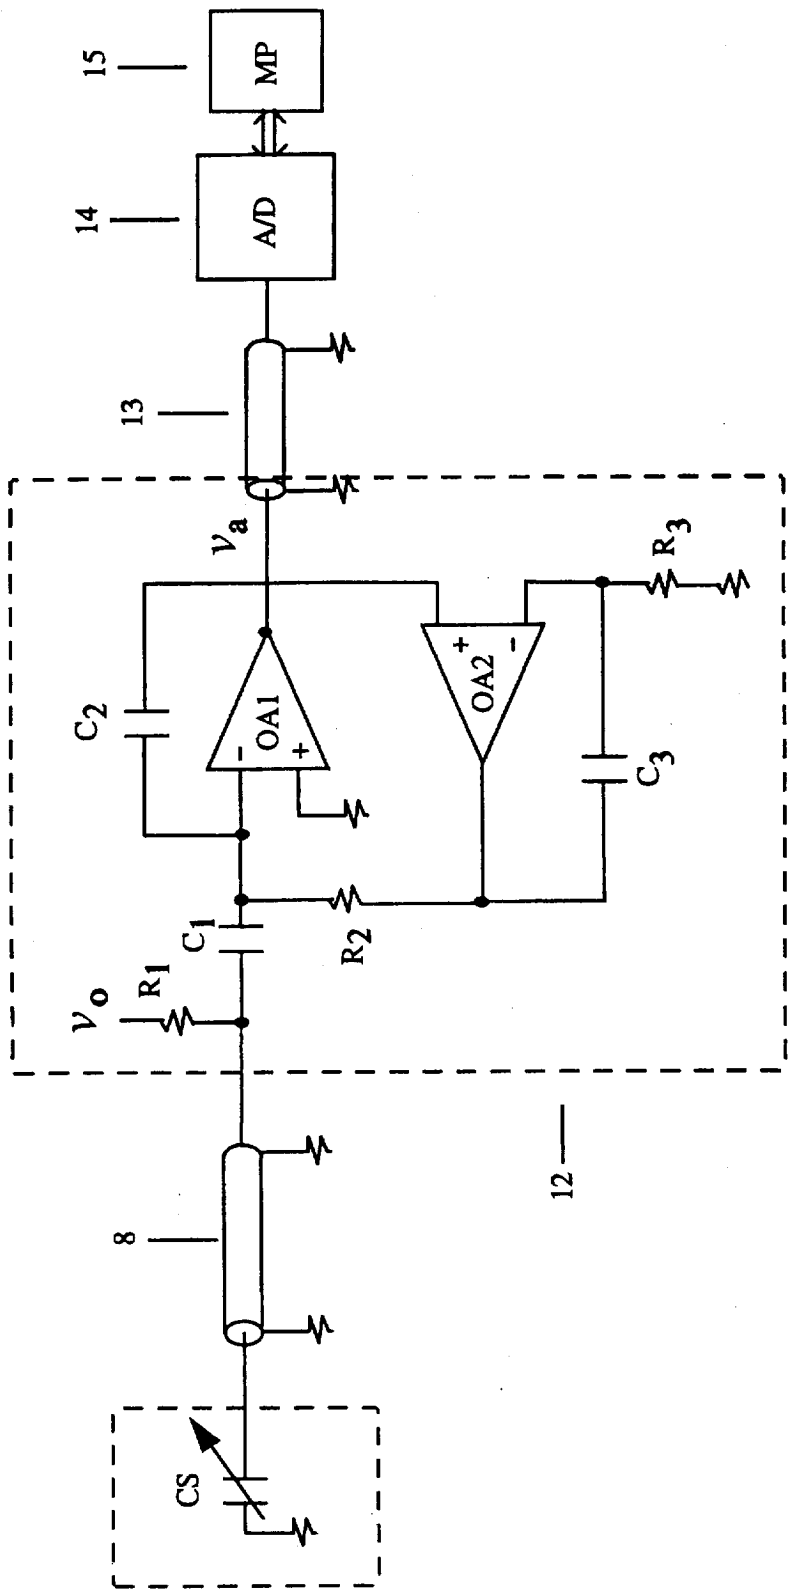 CS
8
12
v_o
R_1
C_1
R_2
C_2
-
+
OA1
v_a
+
-
OA2
C_3
R_3
13
14
A/D
15
MP